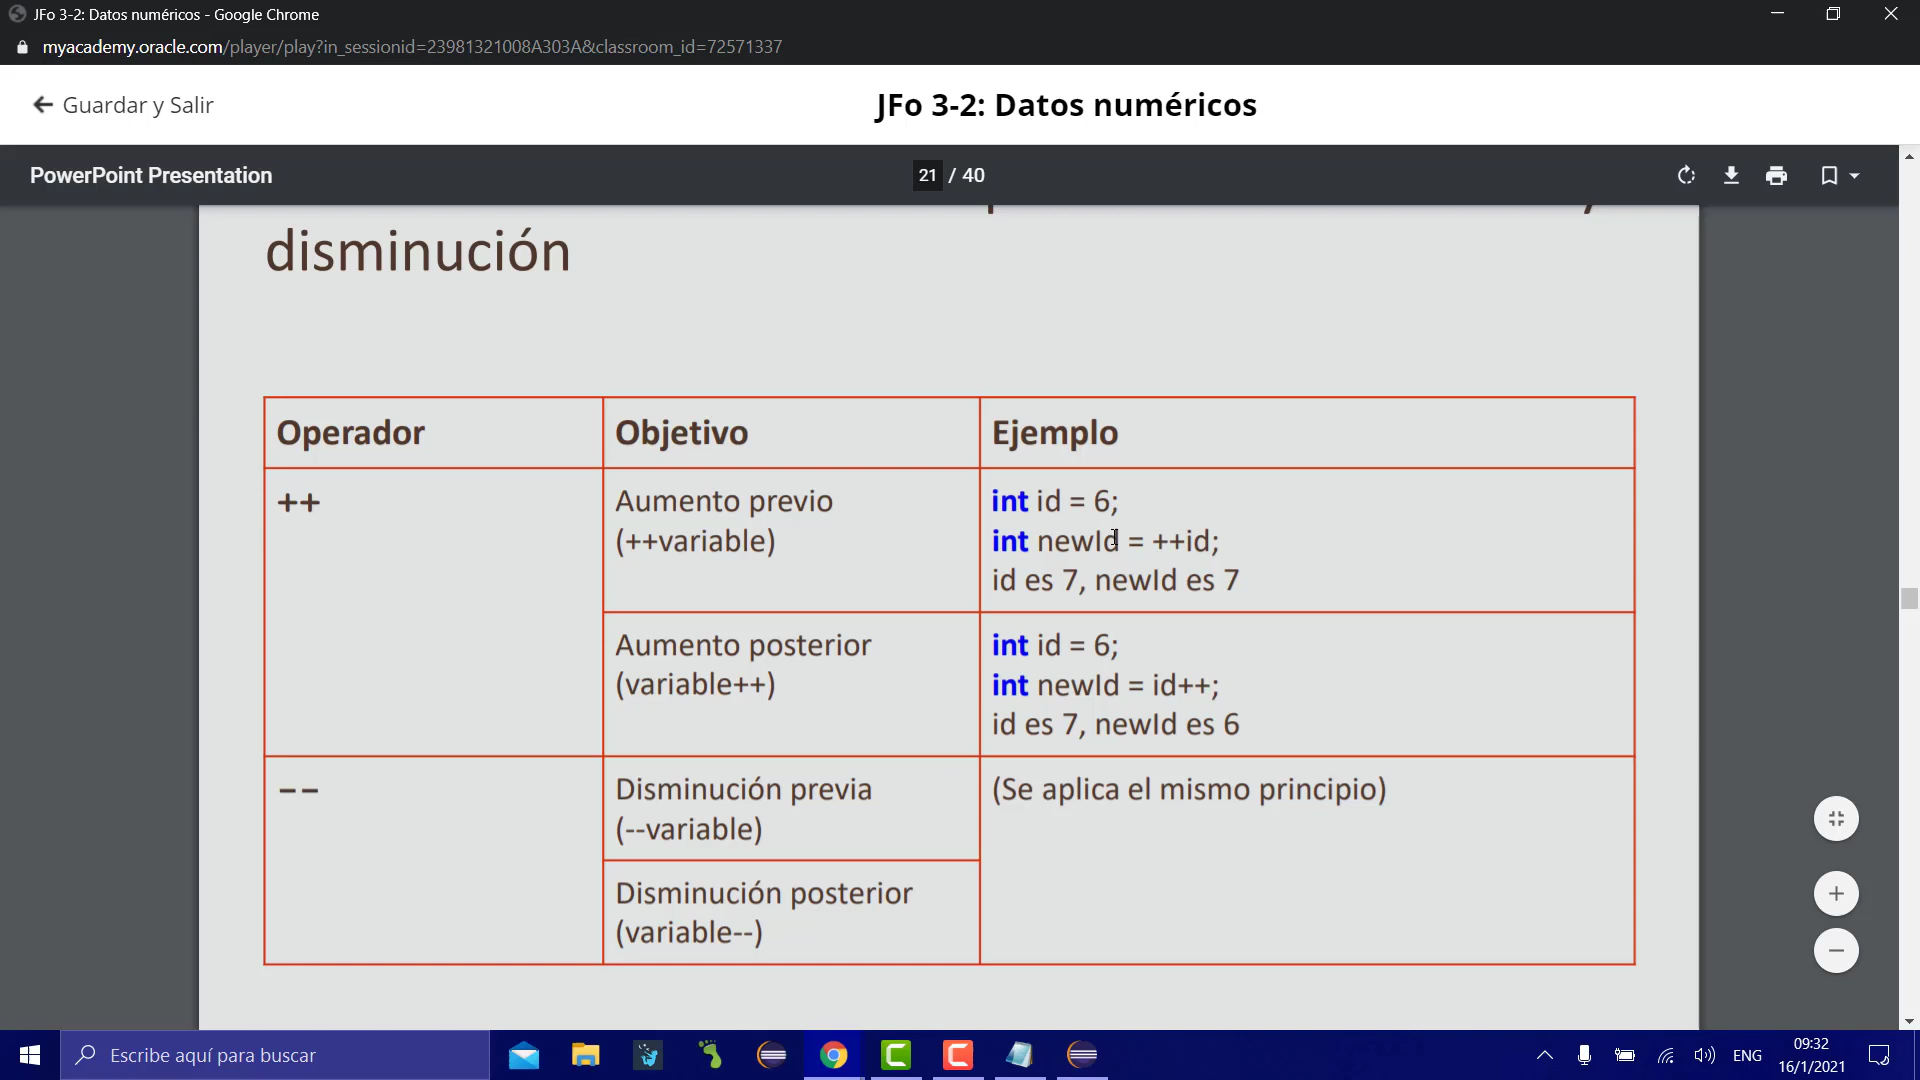 JFo 3-2: Datos numéricos - Google Chrome
myacademy.oracle.com/player/play?in_sessionid=23981321008A303A&classroom_id=72571337
Guardar y Salir
JFo 3-2: Datos numéricos
PowerPoint Presentation
21 / 40
disminución
Operador
Objetivo
Ejemplo
++
Aumento previo
(++variable)
int id = 6;
int newId = ++id;
id es 7, newId es 7
Aumento posterior
(variable++)
int id = 6;
int newId = id++;
id es 7, newId es 6
--
Disminución previa
(--variable)
(Se aplica el mismo principio)
Disminución posterior
(variable--)
Escribe aquí para buscar
ENG
09:32
16/1/2021